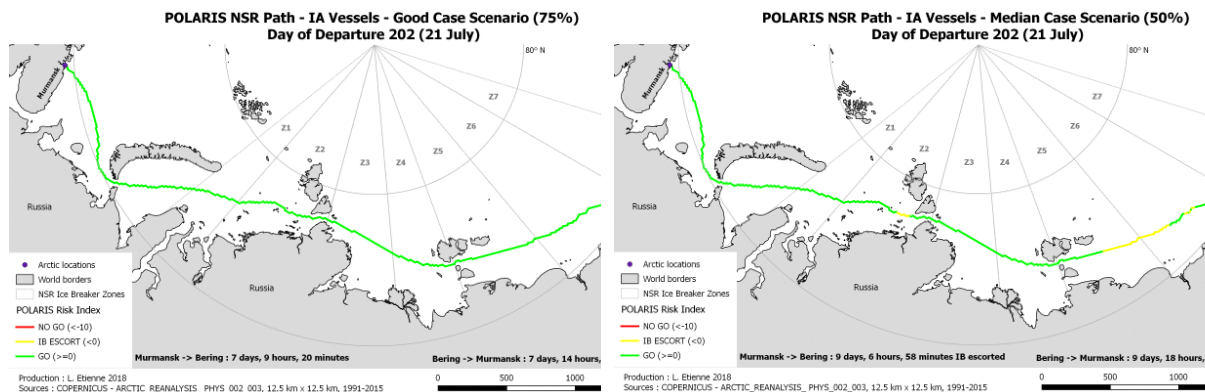 POLARIS NSR Path - IA Vessels - Good Case Scenario (75%)
Day of Departure 202 (21 July)
80° N
Murmansk
Z7
Z6
Z1
Z2
Z3
Z4
Z5
Russia
Russia
Arctic locations
World borders
NSR Ice Breaker Zones
POLARIS Risk Index
NO GO (<-10)
IB ESCORT (<0)
GO (>=0)
Murmansk -> Bering : 7 days, 9 hours, 20 minutes
Bering -> Murmansk : 7 days, 14 hours,
Production : L. Etienne 2018
Sources : COPERNICUS - ARCTIC_REANALYSIS_PHYS_002_003, 12.5 km x 12.5 km, 1991-2015
0 500 1000
POLARIS NSR Path - IA Vessels - Median Case Scenario (50%)
Day of Departure 202 (21 July)
80° N
Murmansk
Z7
Z6
Z1
Z2
Z3
Z4
Z5
Russia
Russia
Arctic locations
World borders
NSR Ice Breaker Zones
POLARIS Risk Index
NO GO (<-10)
IB ESCORT (<0)
GO (>=0)
Murmansk -> Bering : 9 days, 6 hours, 58 minutes IB escorted
Bering -> Murmansk : 9 days, 18 hours,
Production : L. Etienne 2018
Sources : COPERNICUS - ARCTIC_REANALYSIS_PHYS_002_003, 12.5 km x 12.5 km, 1991-2015
0 500 1000